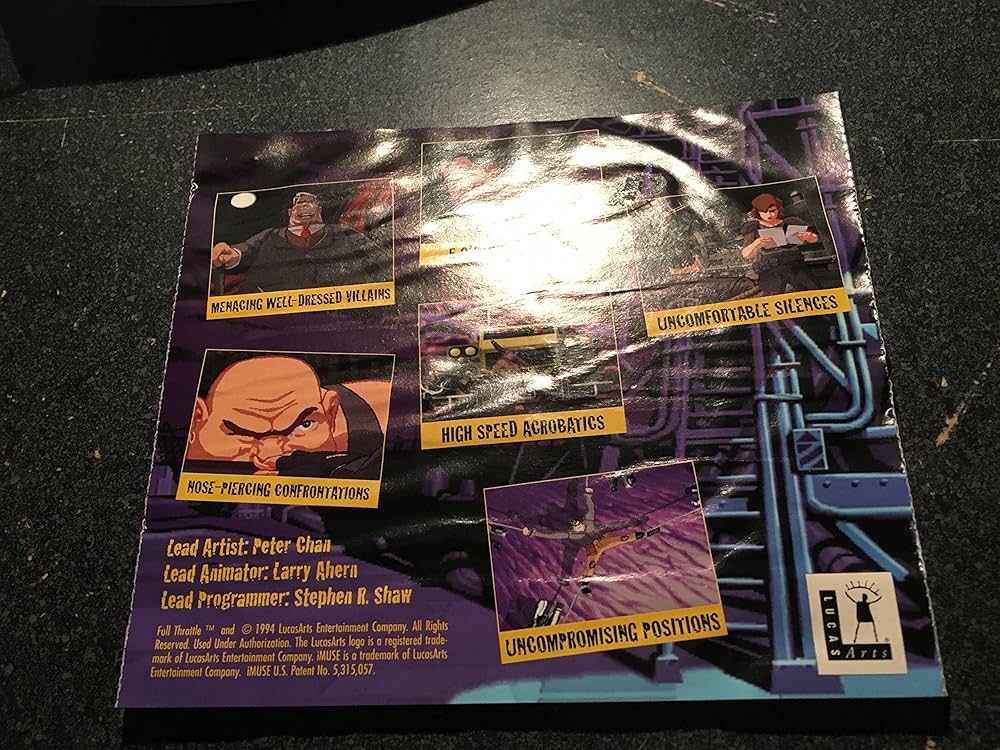 MENACING WELL-DRESSED VILLAINS
UNCOMFORTABLE SILENCES
HIGH SPEED ACROBATICS
NOSE-PIERCING CONFRONTATIONS
UNCOMPROMISING POSITIONS
Lead Artist: Peter Chan
Lead Animator: Larry Ahern
Lead Programmer: Stephen R. Shaw
Full Throttle ™ and © 1994 LucasArts Entertainment Company. All Rights
Reserved. Used Under Authorization. The LucasArts logo is a registered trade-
mark of LucasArts Entertainment Company. iMUSE is a trademark of LucasArts
Entertainment Company. iMUSE U.S. Patent No. 5,315,057.
LUCAS
Arts